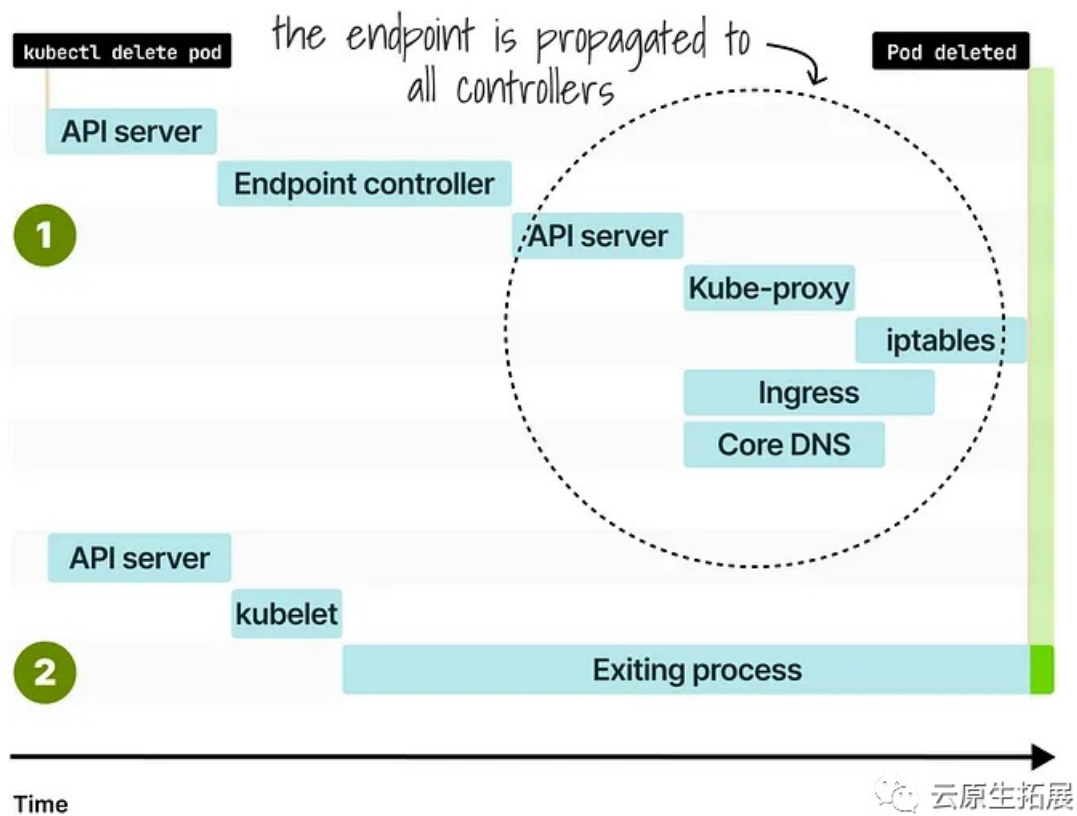 kubectl delete pod
the endpoint is propagated to
all controllers
Pod deleted
API server
Endpoint controller
1
API server
Kube-proxy
iptables
Ingress
Core DNS
API server
kubelet
2
Exiting process
Time
云原生拓展